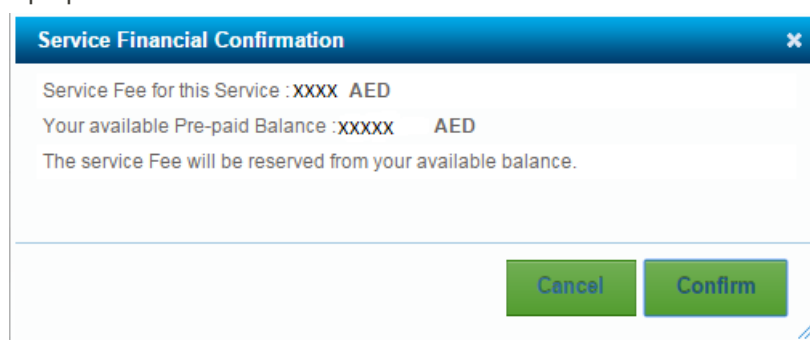 Service Financial Confirmation
Service Fee for this Service : XXXX AED
Your available Pre-paid Balance :XXXXX AED
The service Fee will be reserved from your available balance.
Cancel Confirm